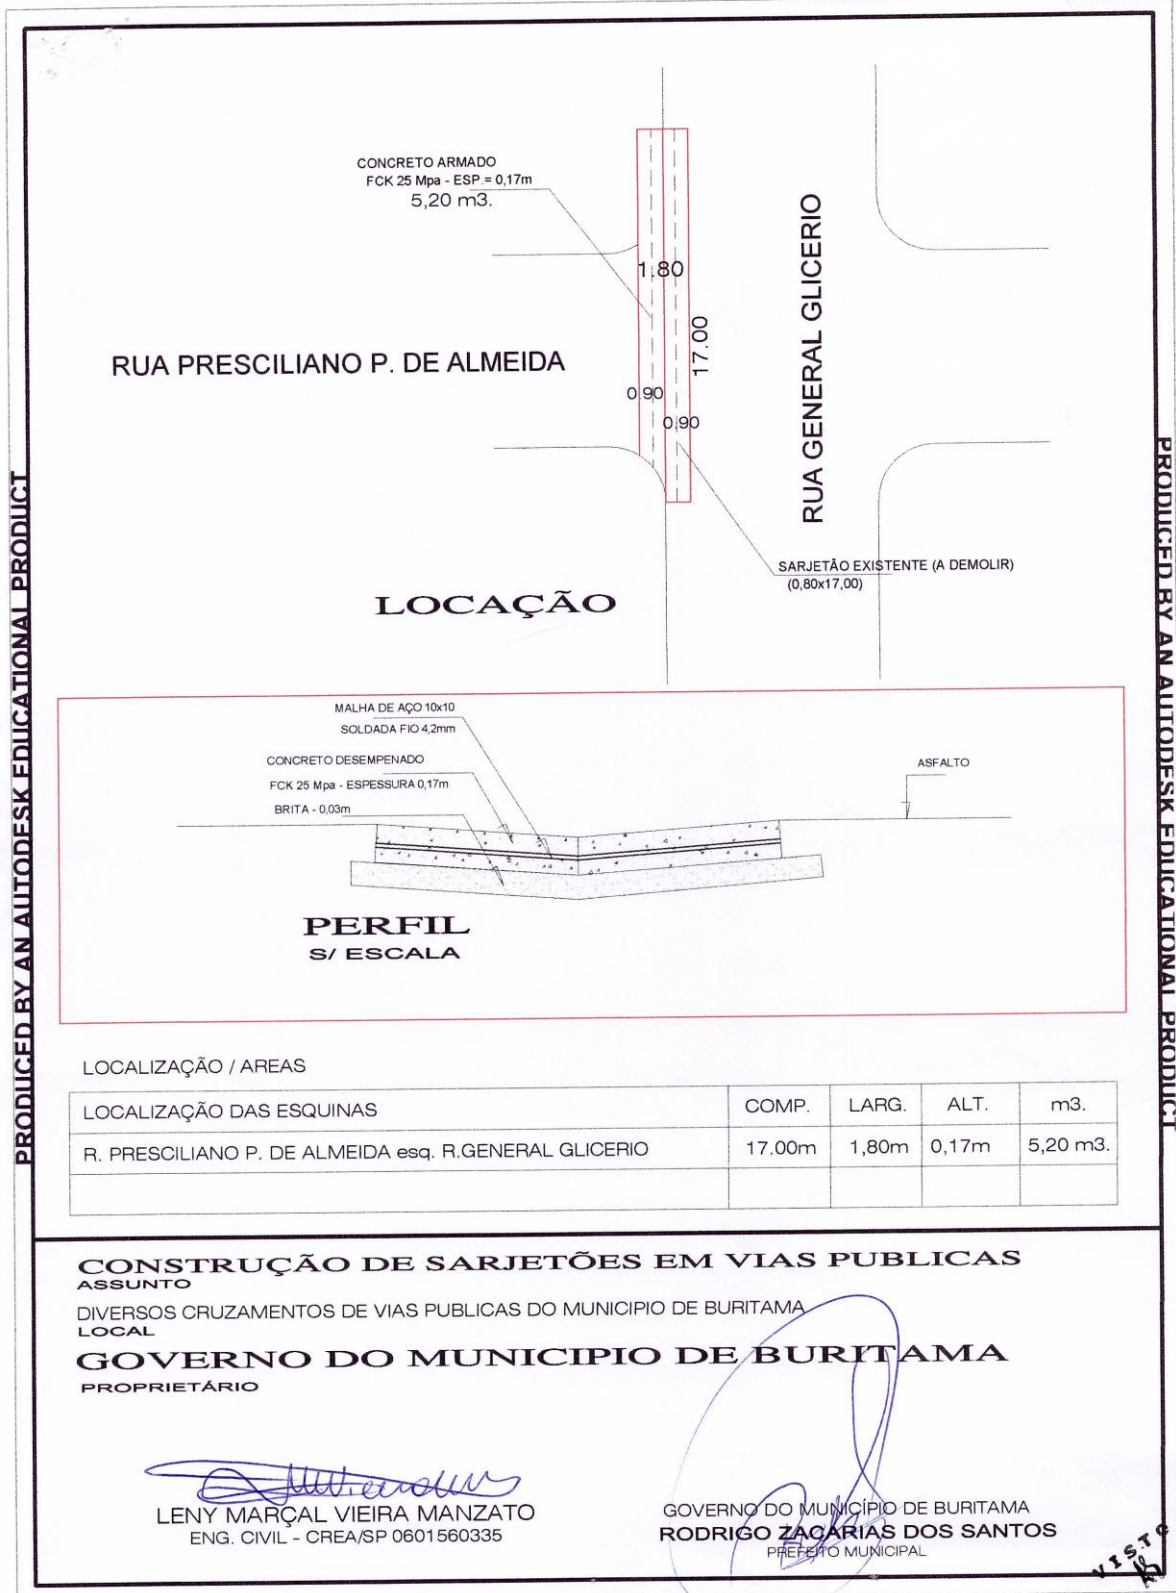 CONCRETO ARMADO
FCK 25 Mpa - ESP.= 0,17m
5,20 m3.
1.80
17.00
0.90
0.90
RUA PRESCILIANO P. DE ALMEIDA
RUA GENERAL GLICERIO
SARJETÃO EXISTENTE (A DEMOLIR)
(0,80x17,00)
LOCAÇÃO
MALHA DE AÇO 10x10
SOLDADA FIO 4,2mm
CONCRETO DESEMPENADO
FCK 25 Mpa - ESPESSURA 0,17m
BRITA - 0,03m
ASFALTO
PERFIL
S/ ESCALA
PRODUCED BY AN AUTODESK EDUCATIONAL PRODUCT
PRODUCED BY AN AUTODESK EDUCATIONAL PRODUCT
LOCALIZAÇÃO / AREAS
LOCALIZAÇÃO DAS ESQUINAS COMP. LARG. ALT. m3.
R. PRESCILIANO P. DE ALMEIDA esq. R.GENERAL GLICERIO 17.00m 1,80m 0,17m 5,20 m3.
CONSTRUÇÃO DE SARJETÕES EM VIAS PUBLICAS
ASSUNTO
DIVERSOS CRUZAMENTOS DE VIAS PUBLICAS DO MUNICIPIO DE BURITAMA
LOCAL
GOVERNO DO MUNICIPIO DE BURITAMA
PROPRIETÁRIO
LENY MARÇAL VIEIRA MANZATO
ENG. CIVIL - CREA/SP 0601560335
GOVERNO DO MUNICÍPIO DE BURITAMA
RODRIGO ZACARIAS DOS SANTOS
PREFEITO MUNICIPAL
VISTO